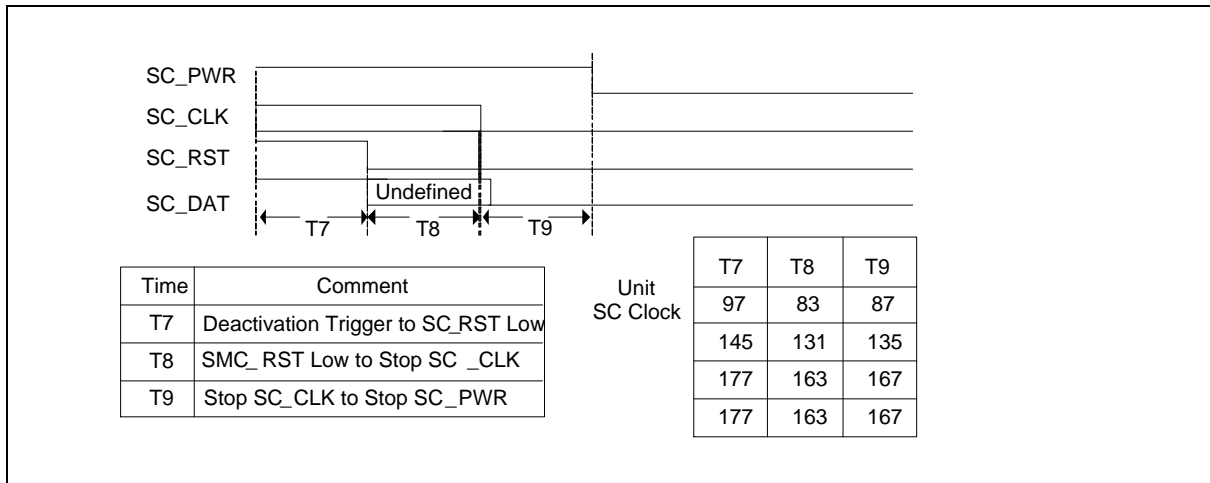 SC_PWR
SC_CLK
SC_RST
SC_DAT
Undefined
T7 T8 T9
Time Comment
T7 Deactivation Trigger to SC_RST Low
T8 SMC_ RST Low to Stop SC _CLK
T9 Stop SC_CLK to Stop SC_PWR
Unit
SC Clock
T7 T8 T9
97 83 87
145 131 135
177 163 167
177 163 167